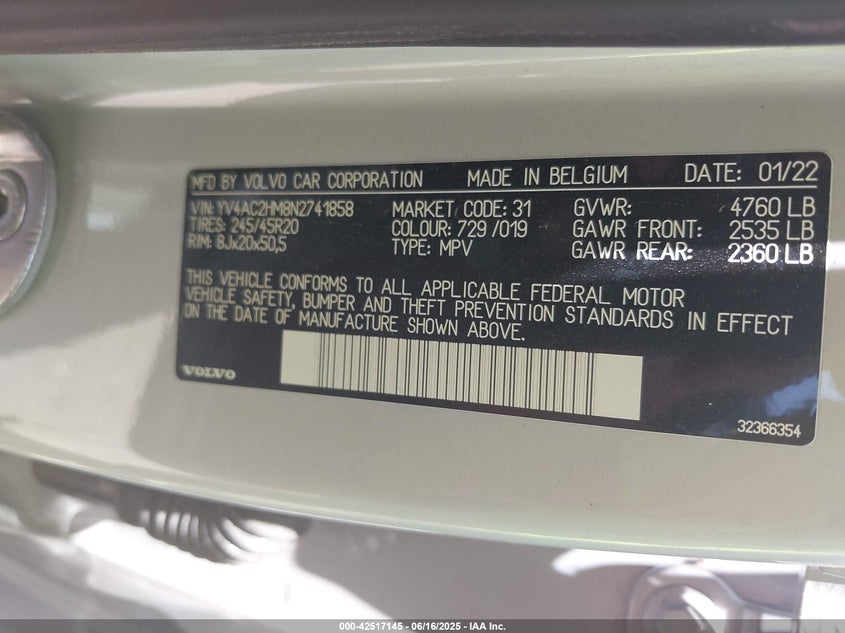 MFD BY VOLVO CAR CORPORATION MADE IN BELGIUM DATE: 01/22
VIN: YV4AC2HM8N2741858 MARKET CODE: 31 GVWR: 4760 LB
TIRES: 245/45R20 COLOUR: 729 /019 GAWR FRONT: 2535 LB
RIM: 8Jx20x50,5 TYPE: MPV GAWR REAR: 2360 LB
THIS VEHICLE CONFORMS TO ALL APPLICABLE FEDERAL MOTOR
VEHICLE SAFETY, BUMPER AND THEFT PREVENTION STANDARDS IN EFFECT
ON THE DATE OF MANUFACTURE SHOWN ABOVE.
VOLVO
32366354
000-42517145 - 06/16/2025 - IAA Inc.